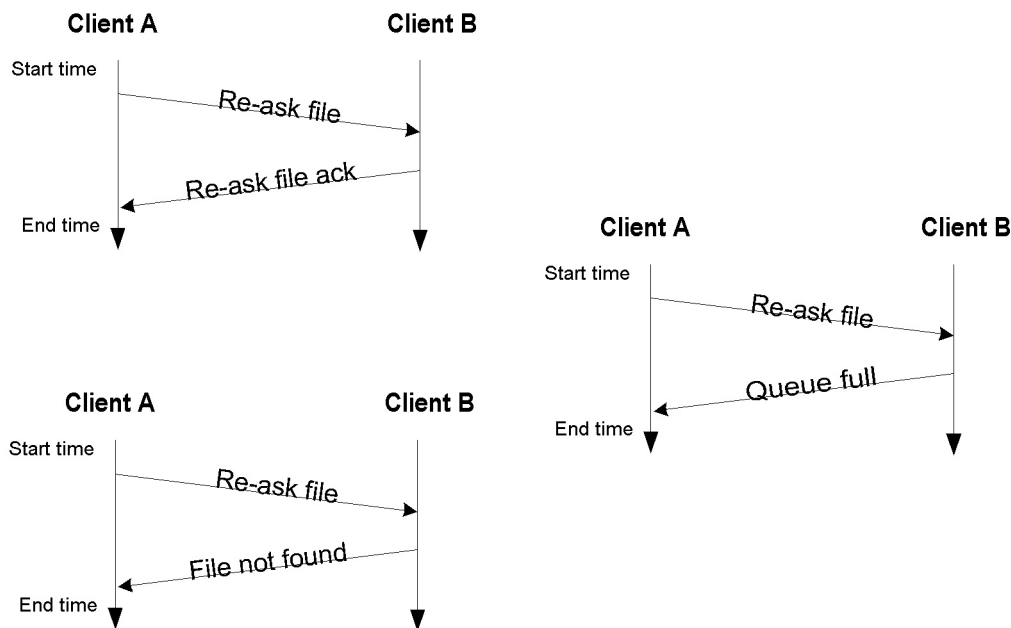 Client A
Client B
Start time
Re-ask file
Re-ask file ack
End time
Client A
Client B
Start time
Re-ask file
Queue full
End time
Client A
Client B
Start time
Re-ask file
File not found
End time